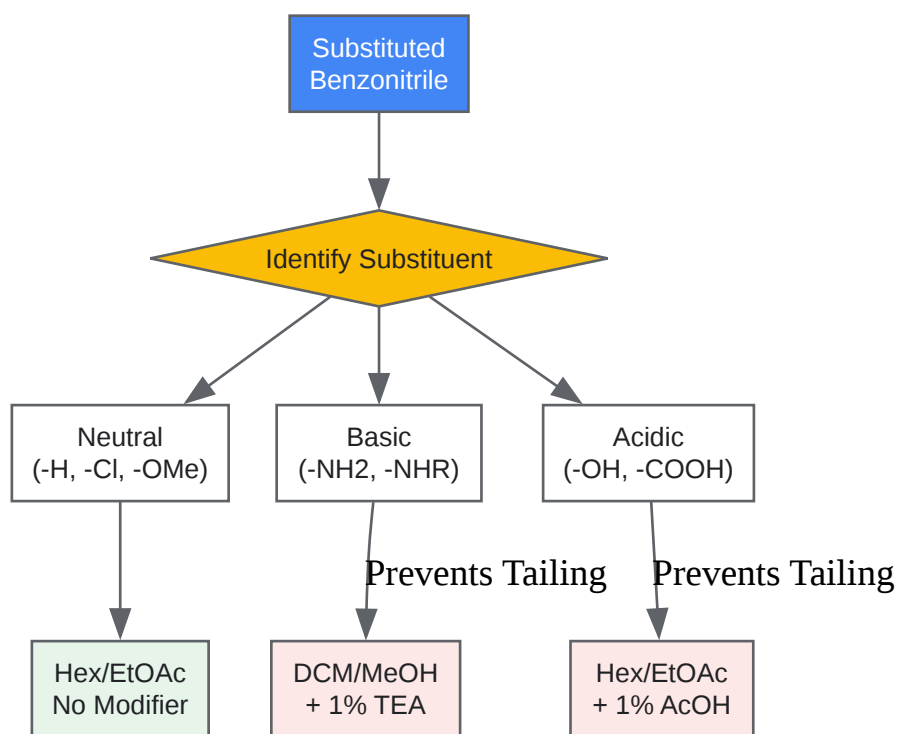 Substituted
Benzonitrile
Identify Substituent
Neutral
(-H, -Cl, -OMe)
Basic
(-NH2, -NHR)
Acidic
(-OH, -COOH)
Prevents Tailing
Prevents Tailing
Hex/EtOAc
No Modifier
DCM/MeOH
+ 1% TEA
Hex/EtOAc
+ 1% AcOH